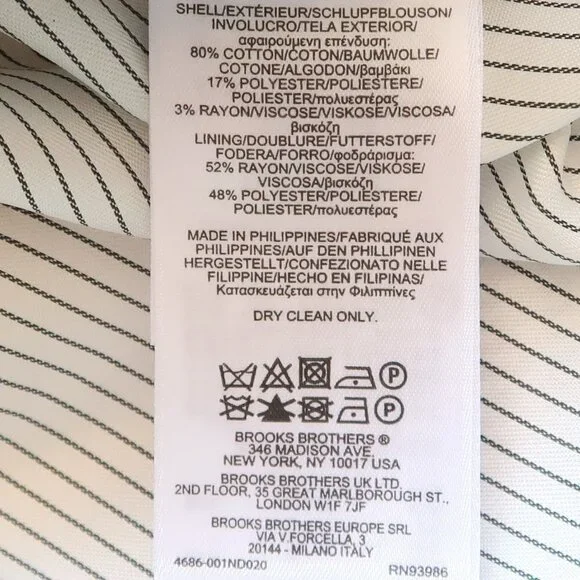 SHELL/EXTÉRIEUR/SCHLUPFBLOUSON/
INVOLUCRO/TELA EXTERIOR/
αφαιρούμενη επένδυση:
80% COTTON/COTON/BAUMWOLLE/
COTONE/ALGODON/βαμβάκι
17% POLYESTER/POLIESTERE/
POLIESTER/πολυεστέρας
3% RAYON/VISCOSE/VISKOSE/VISCOSA/
βισκόζη
LINING/DOUBLURE/FUTTERSTOFF/
FODERA/FORRO/φοδράρισμα:
52% RAYON/VISCOSE/VISKOSE/
VISCOSA/βισκόζη
48% POLYESTER/POLIESTERE/
POLIESTER/πολυεστέρας
MADE IN PHILIPPINES/FABRIQUÉ AUX
PHILIPPINES/AUF DEN PHILLIPINEN
HERGESTELLT/CONFEZIONATO NELLE
FILIPPINE/HECHO EN FILIPINAS/
Κατασκευάζεται στην Φιλιππίνες
DRY CLEAN ONLY.
P
P
BROOKS BROTHERS ®
346 MADISON AVE.
NEW YORK, NY 10017 USA
BROOKS BROTHERS UK LTD.
2ND FLOOR, 35 GREAT MARLBOROUGH ST.,
LONDON W1F 7JF
BROOKS BROTHERS EUROPE SRL
VIA V.FORCELLA, 3
20144 - MILANO ITALY
4686-001ND020 RN93986